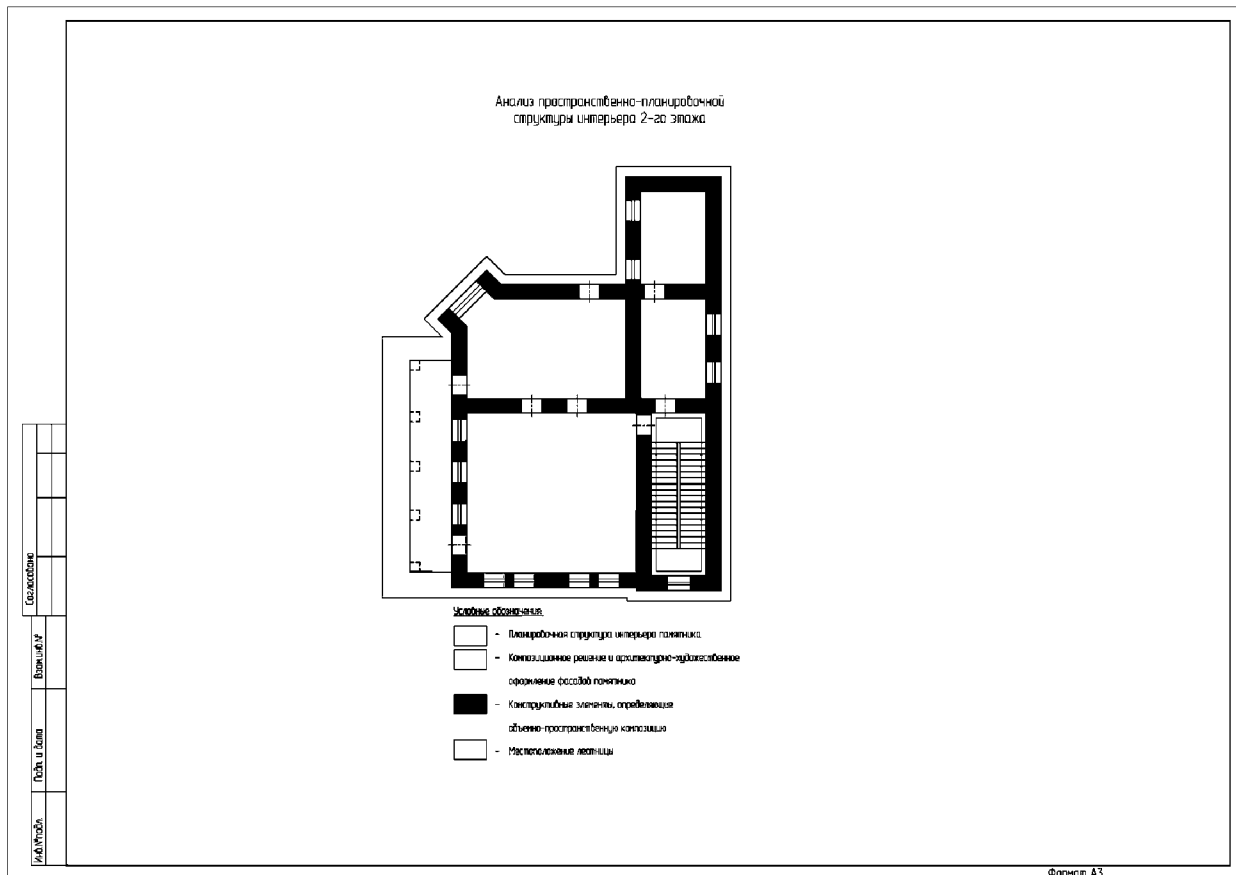 Анализ пространственно-планировочной
структуры интерьера 2-го этажа
Условные обозначения:
- Планировочная структура интерьера памятника
- Композиционное решение и архитектурно-художественное
оформление фасадов памятника
- Конструктивные элементы, определяющие
объемно-пространственную композицию
- Местоположение лестницы
Согласовано
Взам.инв.№
Подп. и дата
Инв.№подл.
Формат А3